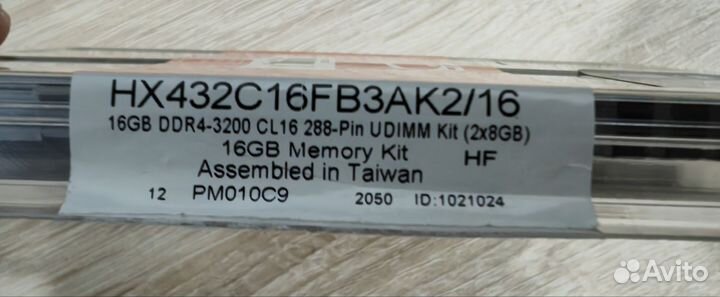 HX432C16FB3AK2/16
16GB DDR4-3200 CL16 288-Pin UDIMM Kit (2x8GB)
16GB Memory Kit HF
Assembled in Taiwan
12 PM010C9 2050 ID:1021024
Avito